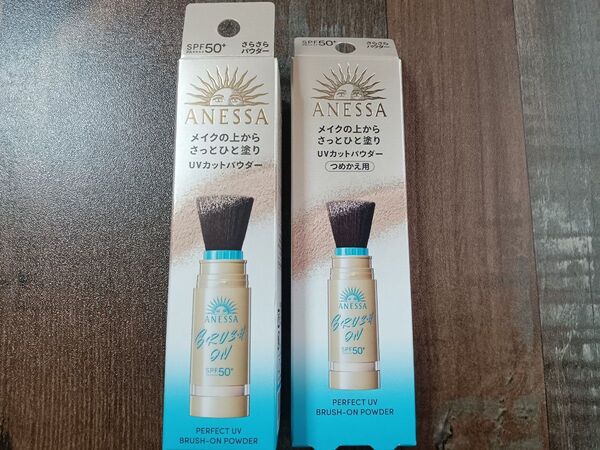 SPF50+
PA++++
さらさら
パウダー
ANESSA
メイクの上から
さっとひと塗り
UVカットパウダー
ANESSA
BRUSH
ON
SPF50+
PERFECT UV
BRUSH-ON POWDER
SPF50+
さらさら
パウダー
ANESSA
メイクの上から
さっとひと塗り
UVカットパウダー
つめかえ用
ANESSA
BRUSH
ON
SPF50+
PERFECT UV
BRUSH-ON POWDER